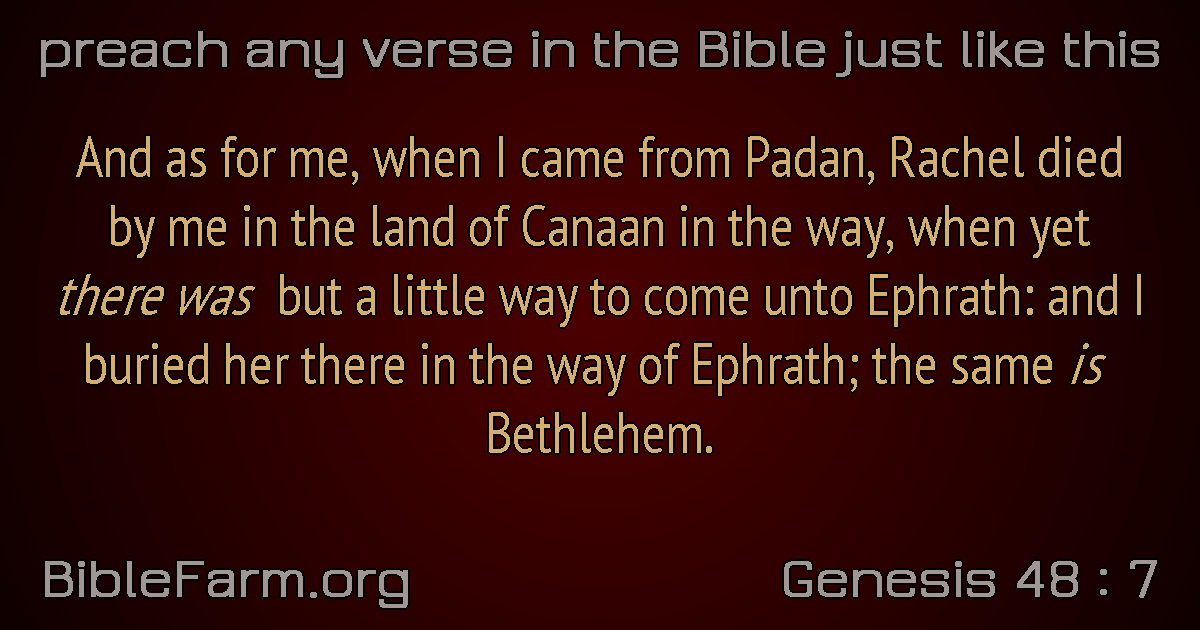 preach any verse in the Bible just like this
And as for me, when I came from Padan, Rachel died
by me in the land of Canaan in the way, when yet
there was but a little way to come unto Ephrath: and I
buried her there in the way of Ephrath; the same is
Bethlehem.
BibleFarm.org
Genesis 48 : 7